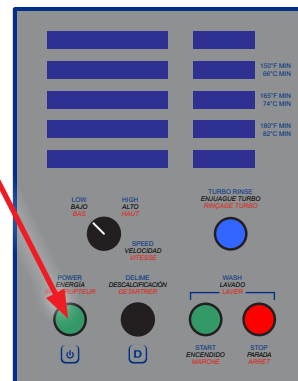 150°F MIN
66°C MIN
165°F MIN
74°C MIN
180°F MIN
82°C MIN
LOW
BAJO
BAS
HIGH
ALTO
HAUT
TURBO RINSE
ENJUAGUE TURBO
RINÇAGE TURBO
SPEED
VELOCIDAD
VITESSE
POWER
ENERGÍA
DELIME
DESCALCIFICACIÓN
DETARTRER
WASH
LAVADO
LAVER
D
START
ENCENDIDO
MARCHE
STOP
PARADA
ARRET